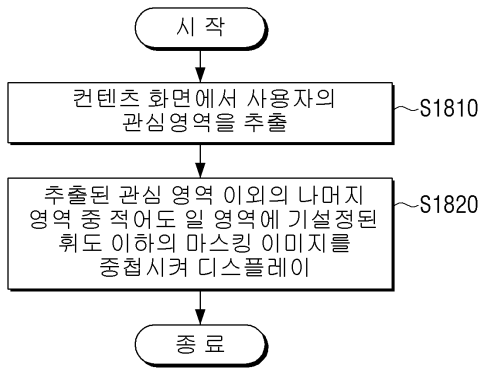 시 작
컨텐츠 화면에서 사용자의
관심영역을 추출
S1810
추출된 관심 영역 이외의 나머지
영역 중 적어도 일 영역에 기설정된
휘도 이하의 마스킹 이미지를
중첩시켜 디스플레이
S1820
종 료